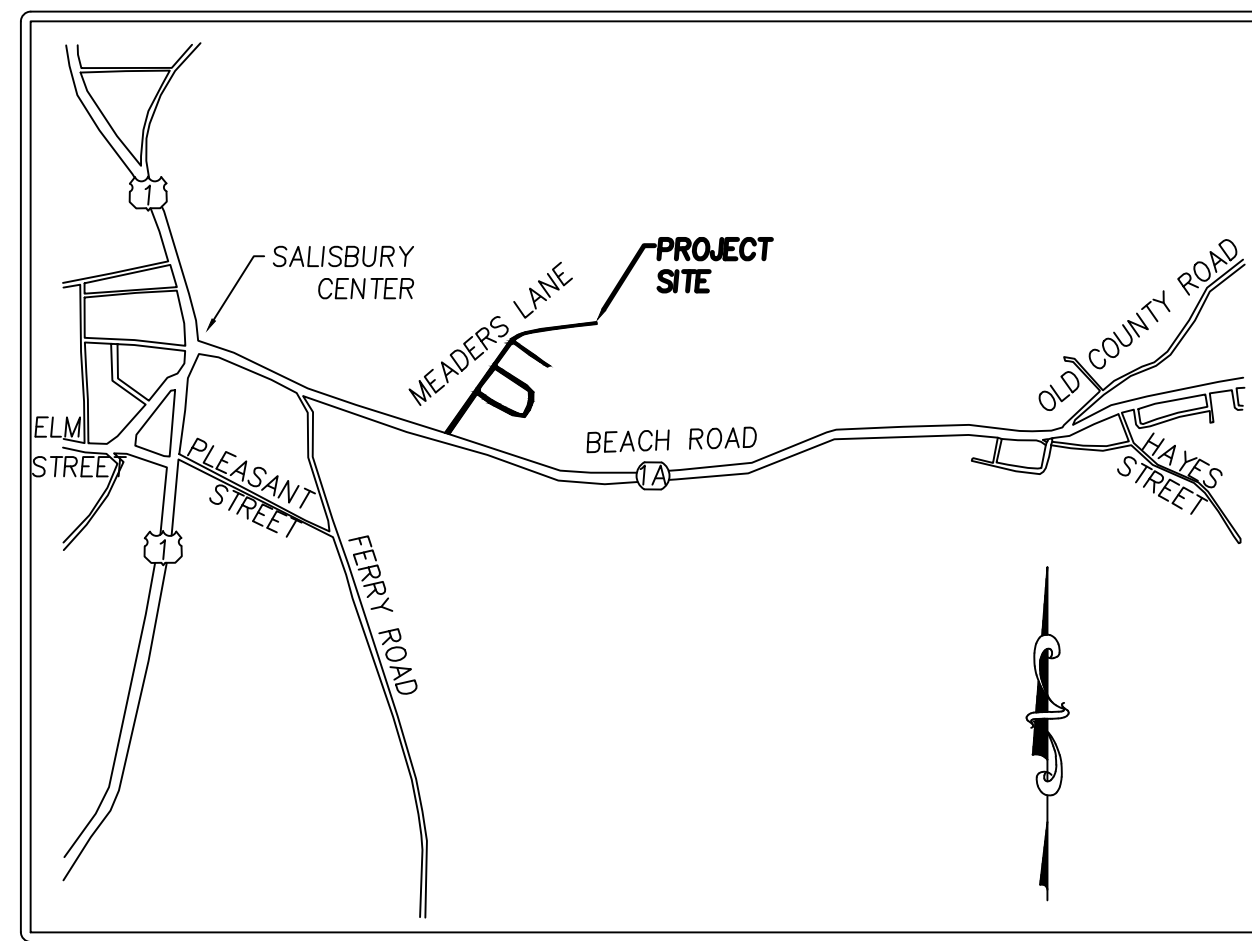 1
SALISBURY
CENTER
PROJECT
SITE
MEADERS LANE
OLD COUNTY ROAD
ELM
STREET
PLEASANT
STREET
BEACH ROAD
1A
HAYES
STREET
1
FERRY ROAD